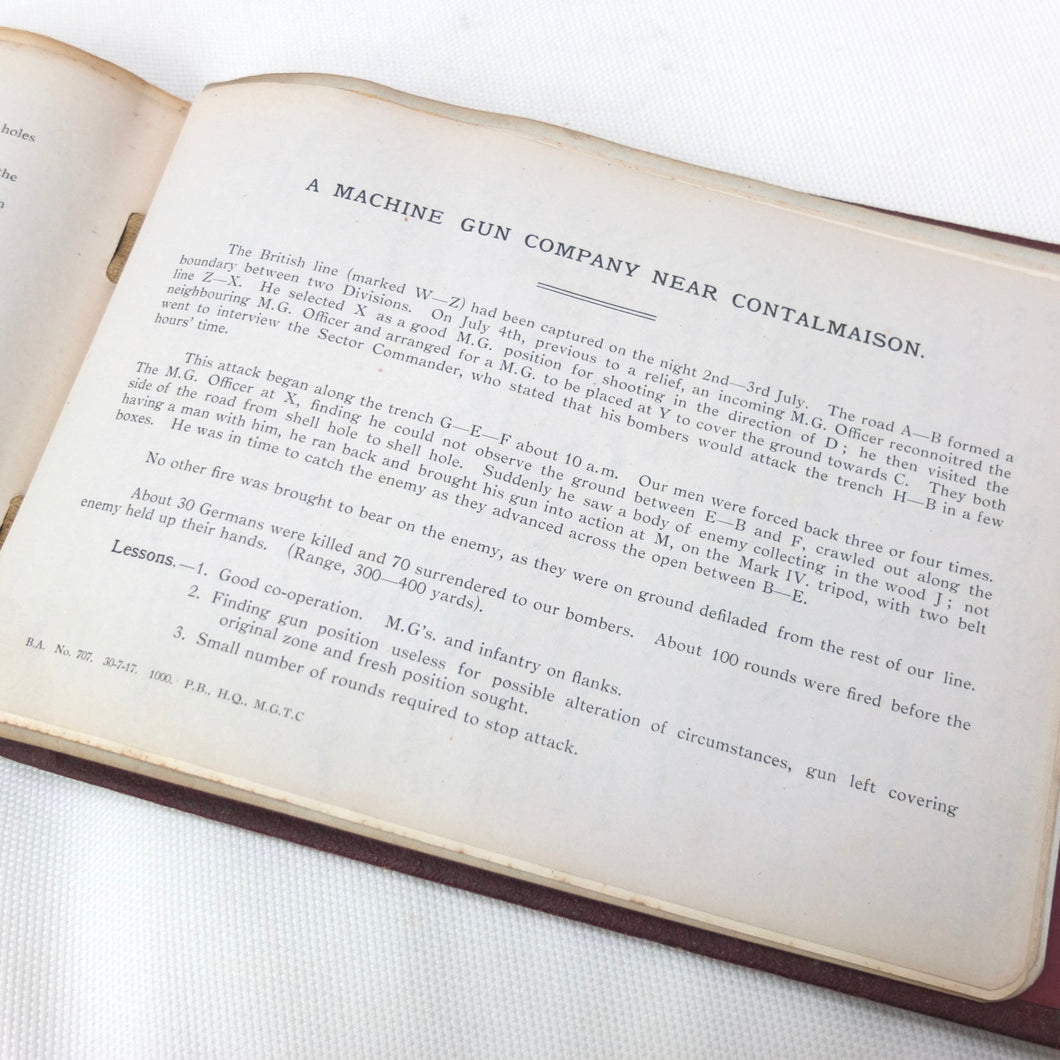 holes
the
n
A MACHINE GUN COMPANY NEAR CONTALMAISON.
The British line (marked W—Z) had been captured on the night 2nd—3rd July. The road A—B formed a
boundary between two Divisions. On July 4th, previous to a relief, an incoming M.G. Officer reconnoitred the
line Z—X. He selected X as a good M.G. position for shooting in the direction of D; he then visited the
neighbouring M.G. Officer and arranged for a M.G. to be placed at Y to cover the ground towards C. They both
went to interview the Sector Commander, who stated that his bombers would attack the trench H—B in a few
hours' time.
This attack began along the trench G—E—F about 10 a.m. Our men were forced back three or four times.
The M.G. Officer at X, finding he could not observe the ground between E—B and F, crawled out along the
side of the road from shell hole to shell hole. Suddenly he saw a body of enemy collecting in the wood J; not
having a man with him, he ran back and brought his gun into action at M, on the Mark IV. tripod, with two belt
boxes. He was in time to catch the enemy as they advanced across the open between B—E.
No other fire was brought to bear on the enemy, as they were on ground defiladed from the rest of our line.
About 30 Germans were killed and 70 surrendered to our bombers. About 100 rounds were fired before the
enemy held up their hands. (Range, 300—400 yards).
Lessons.—1. Good co-operation. M.G's. and infantry on flanks.
2. Finding gun position useless for possible alteration of circumstances, gun left covering
original zone and fresh position sought.
3. Small number of rounds required to stop attack.
B.A. No. 707. 30-7-17. 1000. P.B., H.Q., M.G.T.C